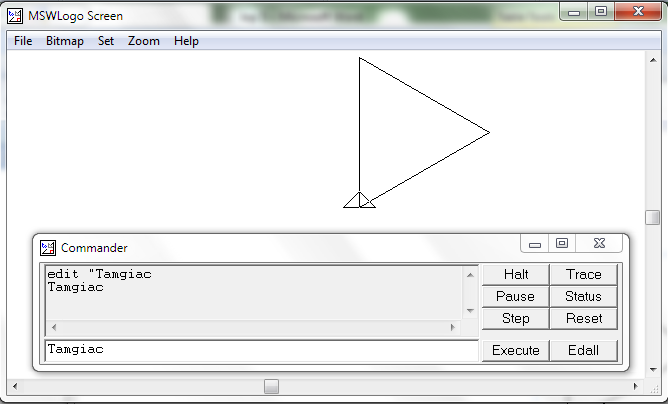 MSWLogo Screen
File Bitmap Set Zoom Help
Commander
edit "Tamgiac
Tamgiac
Halt Trace
Pause Status
Step Reset
Tamgiac
Execute Edall